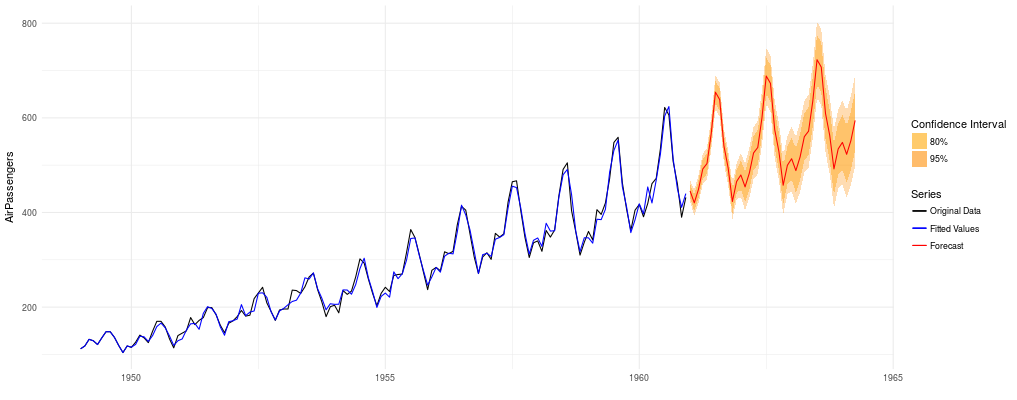 800
600
400
200
AirPassengers
1950
1955
1960
1965
Confidence Interval
80%
95%
Series
Original Data
Fitted Values
Forecast